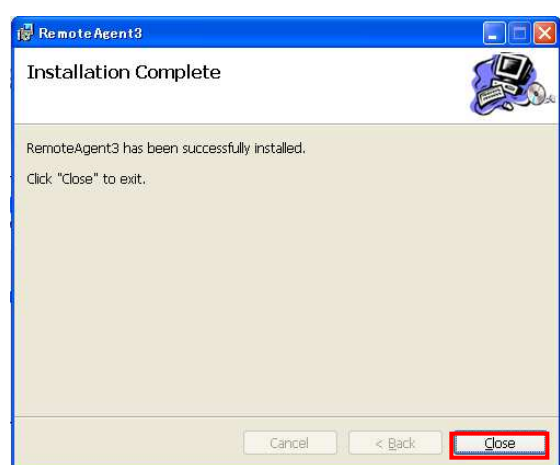 RemoteAgent3
Installation Complete
RemoteAgent3 has been successfully installed.
Click "Close" to exit.
Cancel
< Back
Close